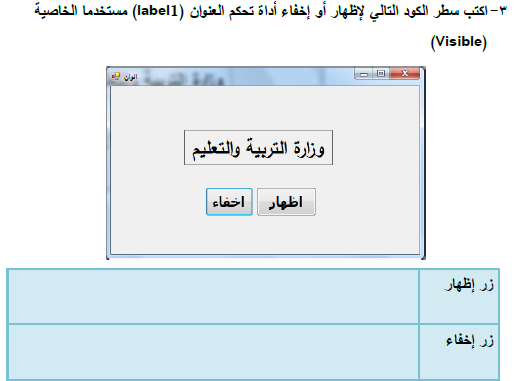 ٣- اكتب سطر الكود التالي لإظهار أو إخفاء أداة تحكم العنوان (label1) مستخدما الخاصية
(Visible)
الوان
وزارة التربية والتعليم
اظهار
اخفاء
زر إظهار
زر إخفاء